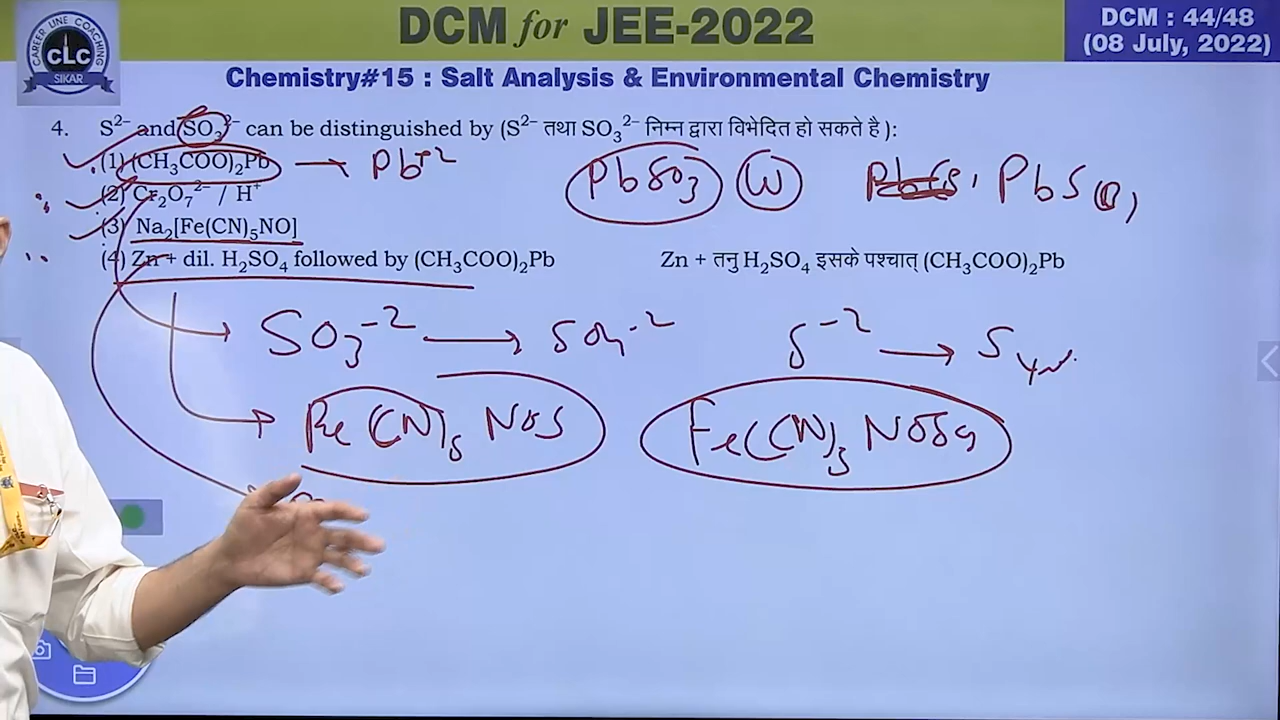 DCM for JEE-2022
DCM : 44/48
(08 July, 2022)
CAREER LINE COACHING
CLC
SIKAR
Chemistry#15 : Salt Analysis & Environmental Chemistry
4. S²⁻ and SO₃²⁻ can be distinguished by (S²⁻ तथा SO₃²⁻ निम्न द्वारा विभेदित हो सकते है ):
(1) (CH₃COO)₂Pb → Pb⁺² PbSO₃ W PbS
(2) Cr₂O₇²⁻ / H⁺
(3) Na₂[Fe(CN)₅NO]
(4) Zn + dil. H₂SO₄ followed by (CH₃COO)₂Pb Zn + तनु H₂SO₄ इसके पश्चात् (CH₃COO)₂Pb
SO₃⁻² → SO₄⁻² S⁻² → S
Fe(CN)₅ NOS Fe(CN)₅